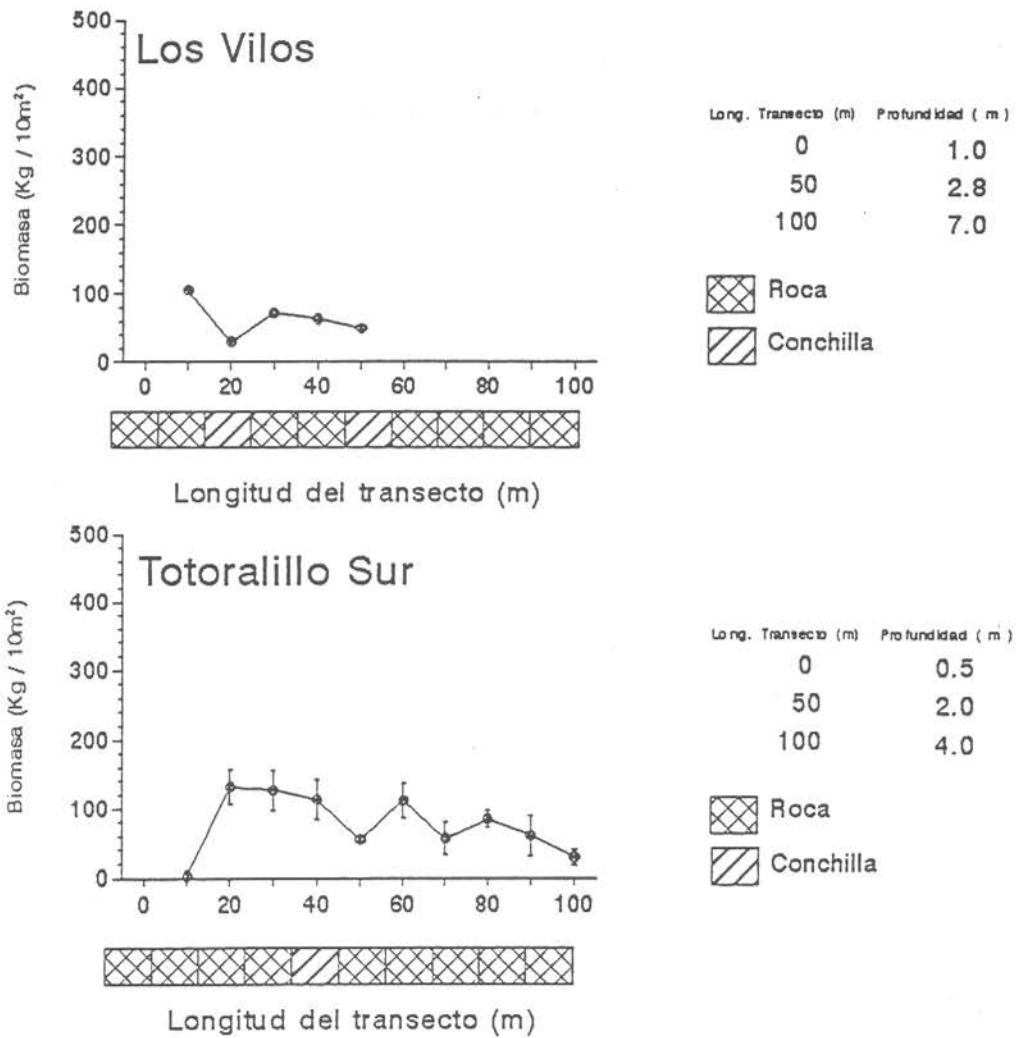 Los Vilos
Biomasa (Kg / 10m²)
500
400
300
200
100
0
0 20 40 60 80 100
Longitud del transecto (m)
Long. Transecto (m) Profundidad ( m )
0 1.0
50 2.8
100 7.0
Roca
Conchilla
Totoralillo Sur
Biomasa (Kg / 10m²)
500
400
300
200
100
0
0 20 40 60 80 100
Longitud del transecto (m)
Long. Transecto (m) Profundidad ( m )
0 0.5
50 2.0
100 4.0
Roca
Conchilla